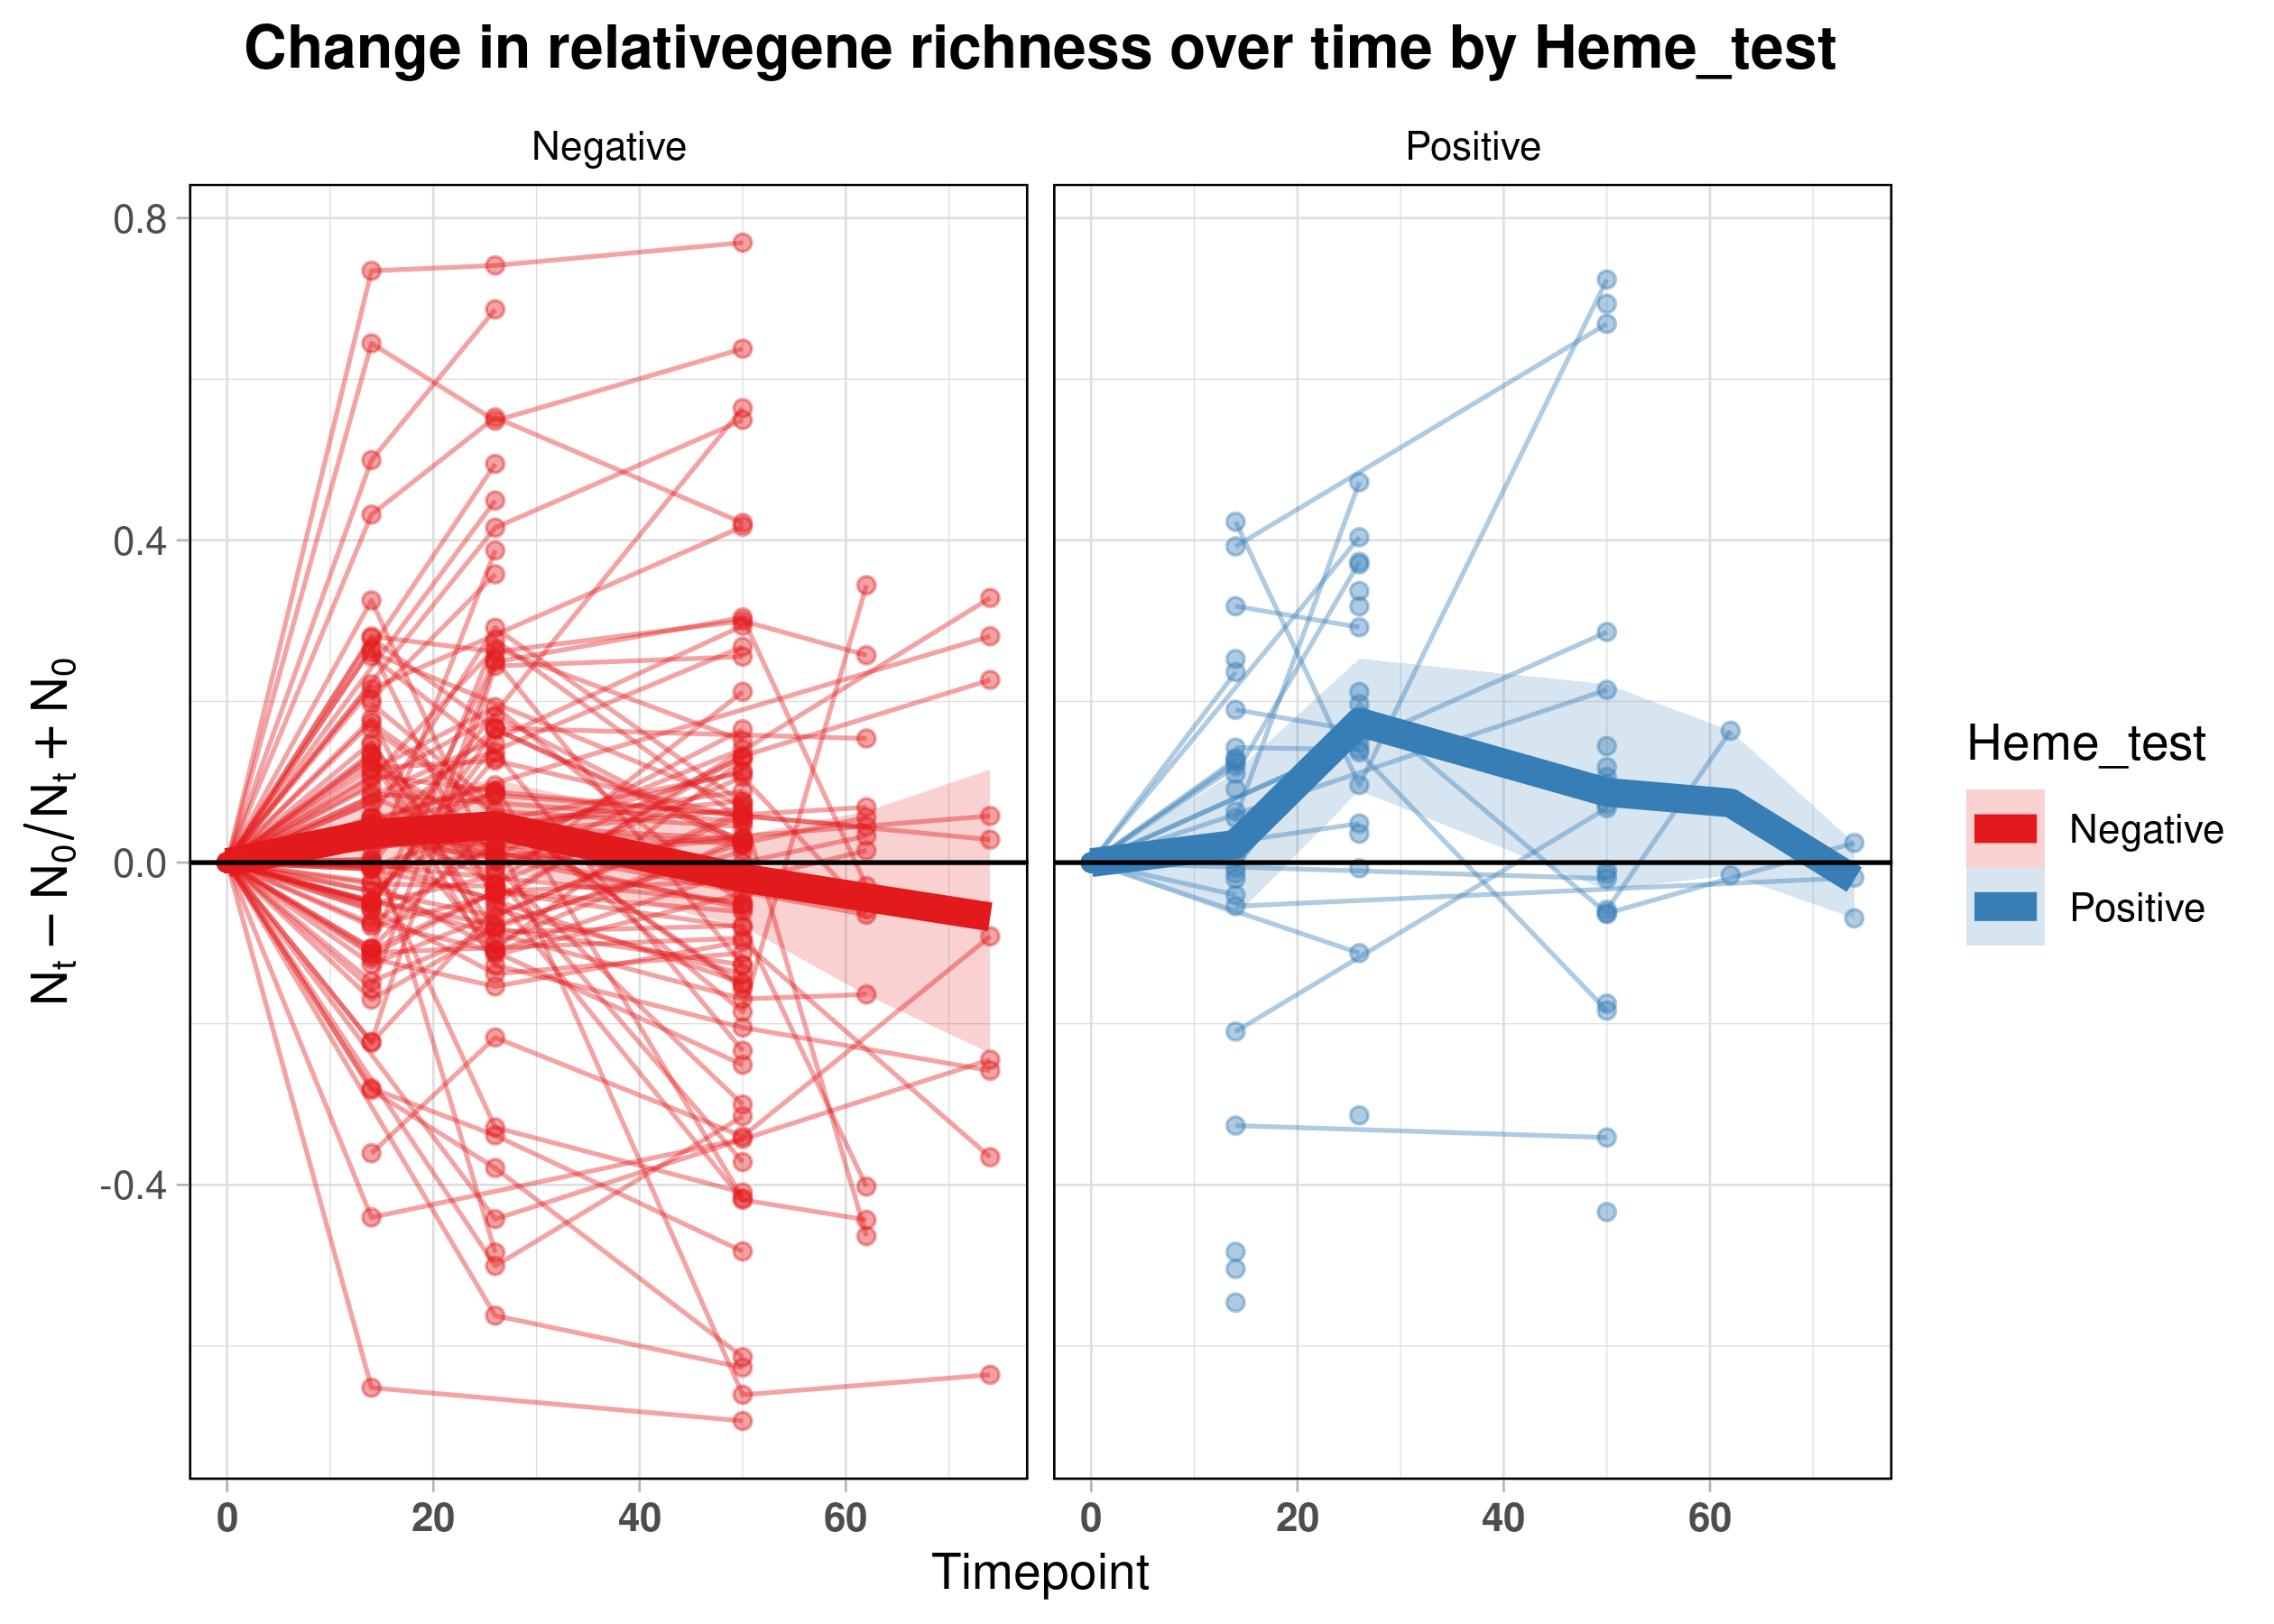 Change in relativegene richness over time by Heme_test
Negative
Positive
0.8
0.4
0.0
-0.4
Nt − N0/Nt + N0
0
20
40
60
0
20
40
60
Timepoint
Heme_test
Negative
Positive